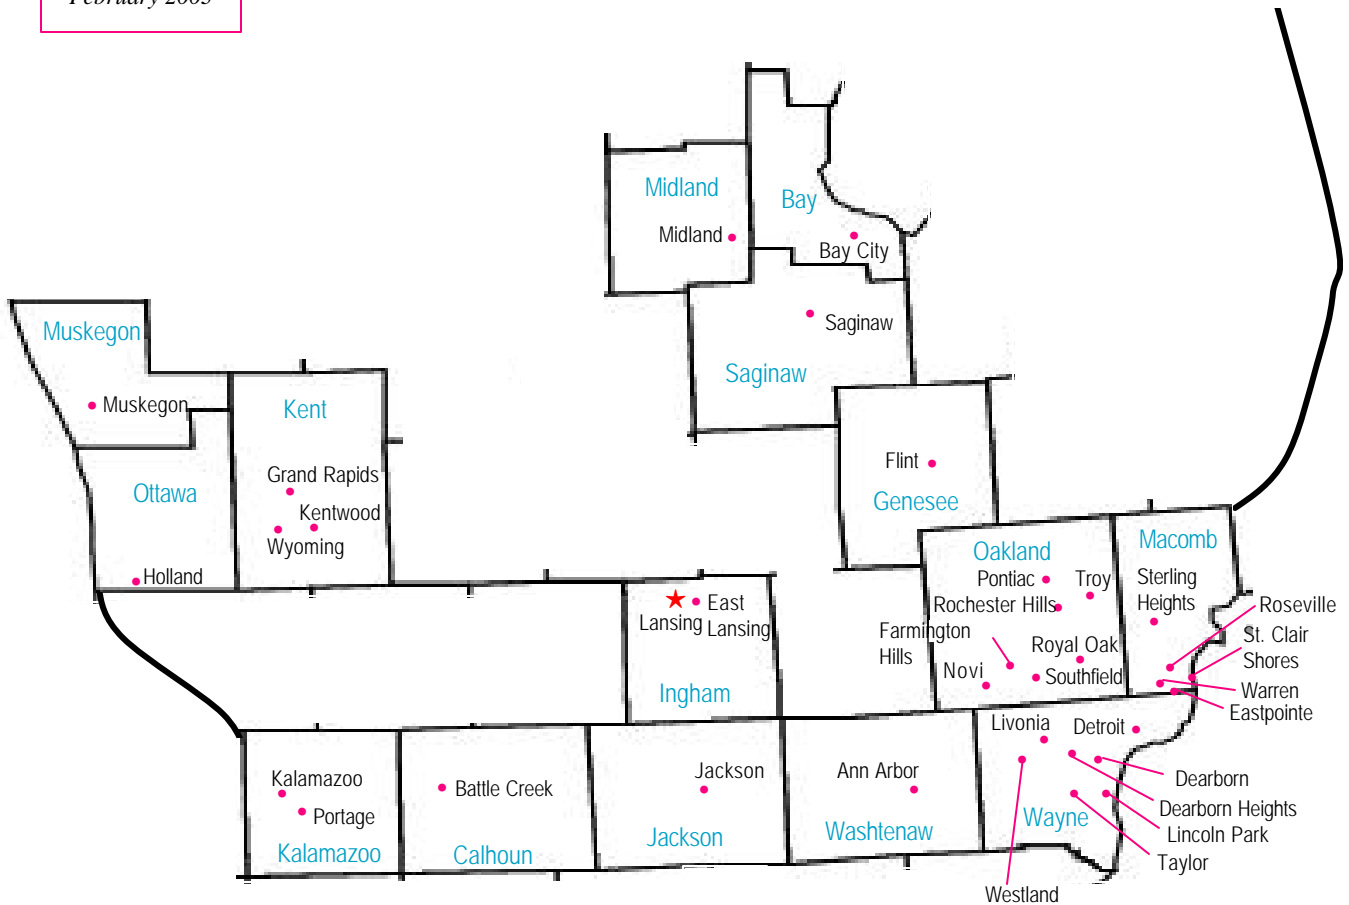 February 2003
Midland
Bay
Midland
Bay City
Saginaw
Saginaw
Muskegon
Muskegon
Kent
Grand Rapids
Kentwood
Wyoming
Ottawa
Holland
Flint
Genesee
Oakland
Pontiac
Troy
Rochester Hills
Farmington
Hills
Royal Oak
Novi
Southfield
Macomb
Sterling
Heights
Roseville
St. Clair
Shores
Warren
Eastpointe
East
Lansing
Lansing
Ingham
Kalamazoo
Portage
Kalamazoo
Battle Creek
Calhoun
Jackson
Jackson
Ann Arbor
Washtenaw
Livonia
Detroit
Dearborn
Dearborn Heights
Wayne
Lincoln Park
Taylor
Westland